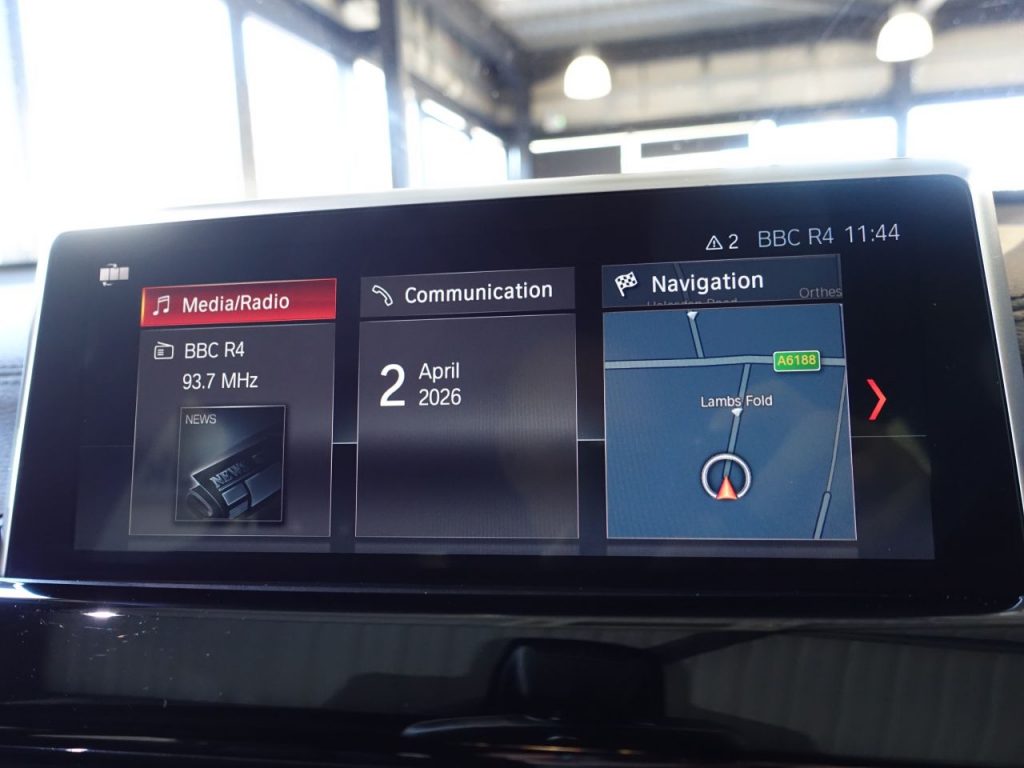 2 BBC R4 11:44
Media/Radio
BBC R4
93.7 MHz
NEWS
NEWS
Communication
2 April
2026
Navigation
Orthes
A6188
Lambs Fold